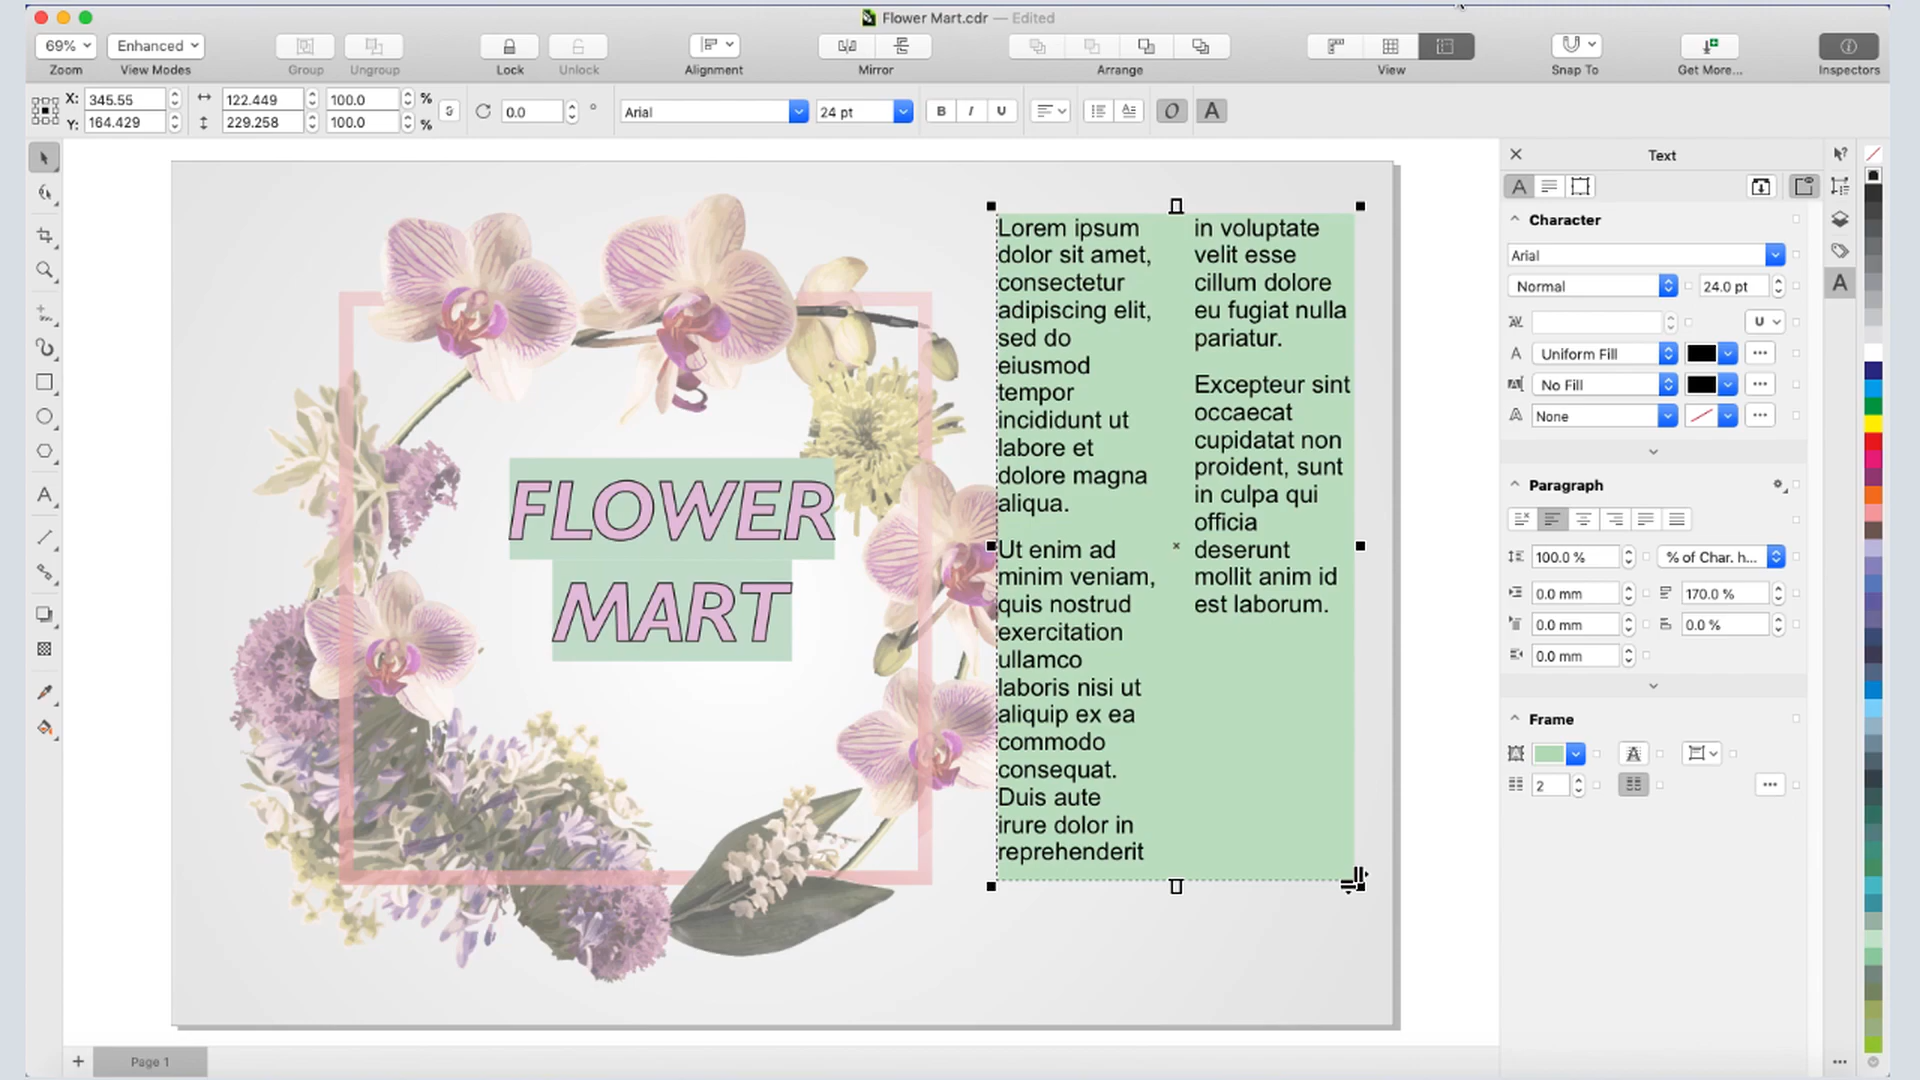 Flower Mart.cdr — Edited
69%
Enhanced
Zoom
View Modes
Group
Ungroup
Lock
Unlock
Alignment
Mirror
Arrange
View
Snap To
Get More...
Inspectors
X: 345.55
Y: 164.429
122.449
229.258
100.0 %
100.0 %
0.0 °
Arial
24 pt
B I U
O
A
Text
Character
Arial
Normal
24.0 pt
U
Uniform Fill
No Fill
None
Paragraph
100.0 %
% of Char. h...
0.0 mm
170.0 %
0.0 mm
0.0 %
0.0 mm
Frame
2
FLOWER
MART
Lorem ipsum
dolor sit amet,
consectetur
adipiscing elit,
sed do
eiusmod
tempor
incididunt ut
labore et
dolore magna
aliqua.
Ut enim ad
minim veniam,
quis nostrud
exercitation
ullamco
laboris nisi ut
aliquip ex ea
commodo
consequat.
Duis aute
irure dolor in
reprehenderit
in voluptate
velit esse
cillum dolore
eu fugiat nulla
pariatur.
Excepteur sint
occaecat
cupidatat non
proident, sunt
in culpa qui
officia
deserunt
mollit anim id
est laborum.
Page 1